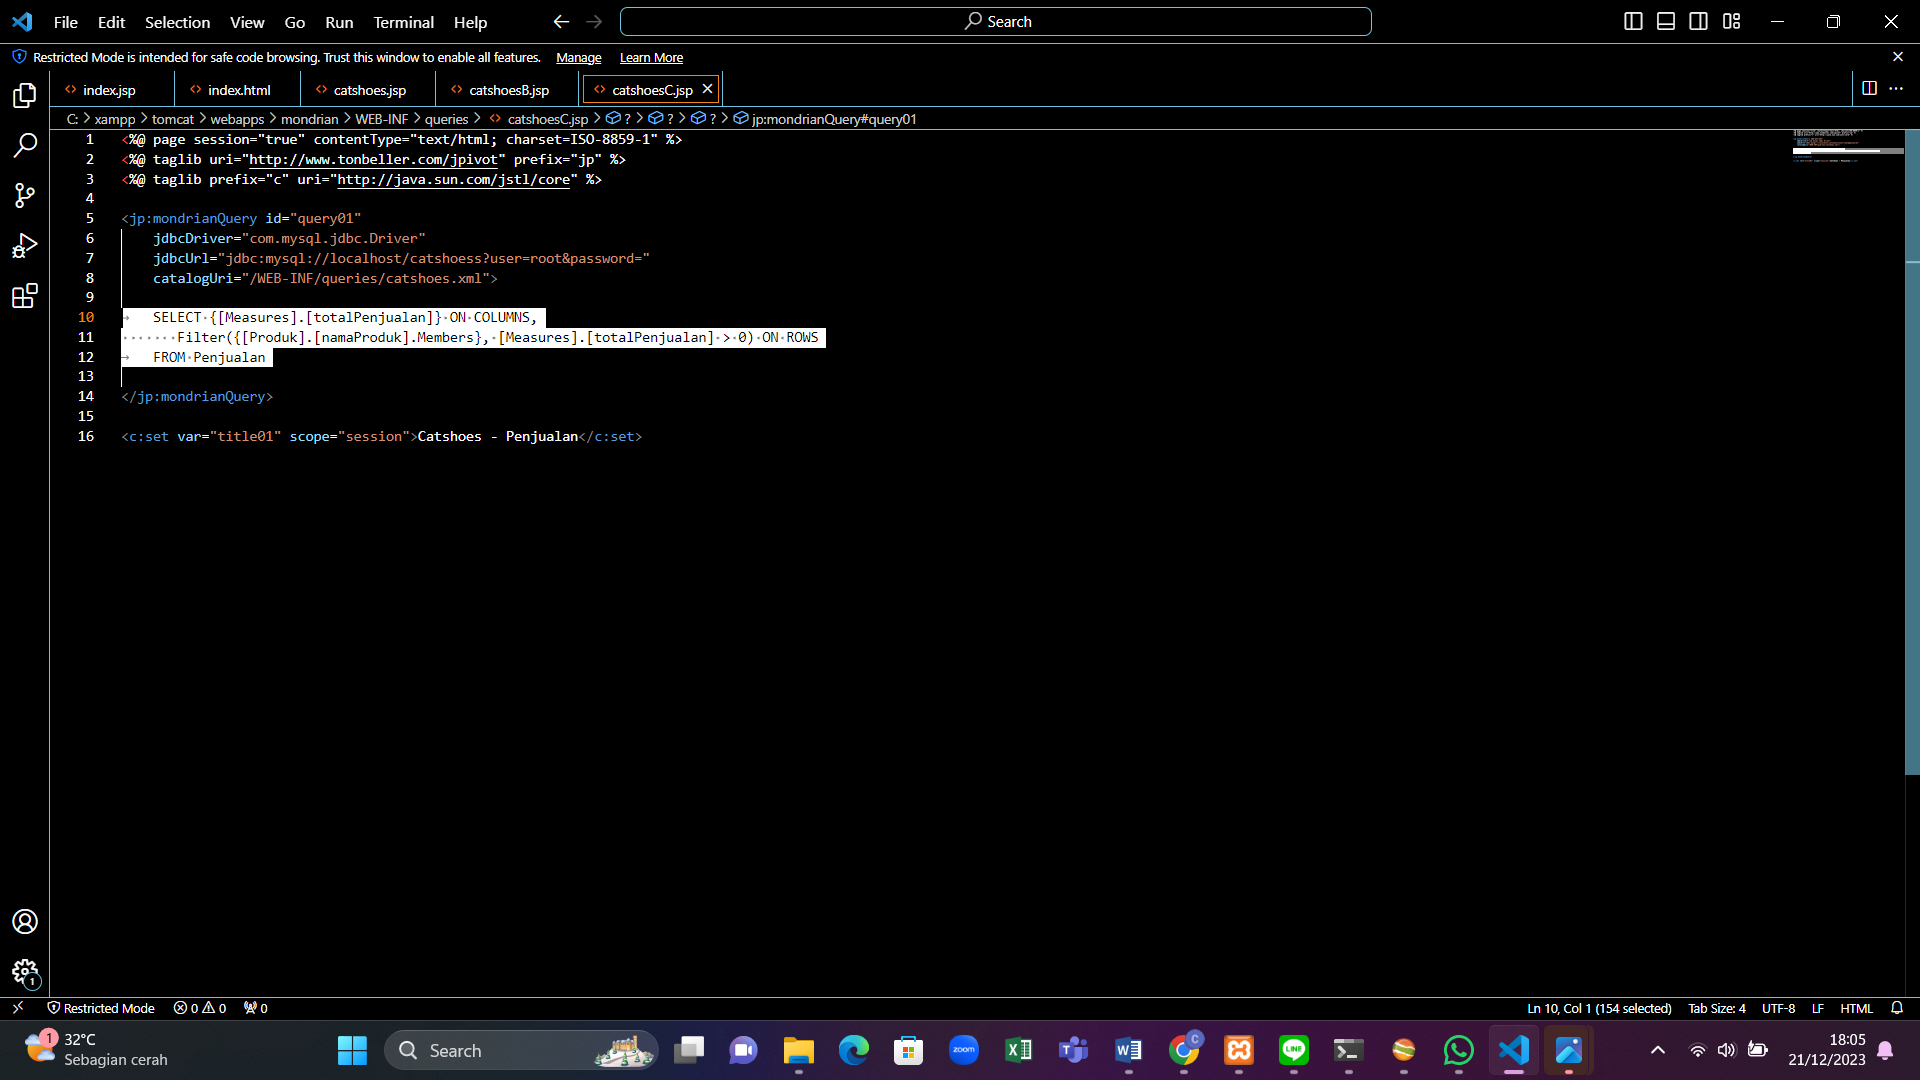 File Edit Selection View Go Run Terminal Help Search
Restricted Mode is intended for safe code browsing. Trust this window to enable all features. Manage Learn More
index.jsp index.html catshoes.jsp catshoesB.jsp catshoesC.jsp
C: > xampp > tomcat > webapps > mondrian > WEB-INF > queries > catshoesC.jsp > ? > ? > ? > jp:mondrianQuery#query01
1 <%@ page session="true" contentType="text/html; charset=ISO-8859-1" %>
2 <%@ taglib uri="http://www.tonbeller.com/jpivot" prefix="jp" %>
3 <%@ taglib prefix="c" uri="http://java.sun.com/jstl/core" %>
4
5 <jp:mondrianQuery id="query01"
6 jdbcDriver="com.mysql.jdbc.Driver"
7 jdbcUrl="jdbc:mysql://localhost/catshoess?user=root&password="
8 catalogUri="/WEB-INF/queries/catshoes.xml">
9
10 SELECT {[Measures].[totalPenjualan]} ON COLUMNS,
11 Filter({[Produk].[namaProduk].Members}, [Measures].[totalPenjualan] > 0) ON ROWS
12 FROM Penjualan
13
14 </jp:mondrianQuery>
15
16 <c:set var="title01" scope="session">Catshoes - Penjualan</c:set>
1
Restricted Mode 0 0 0 Ln 10, Col 1 (154 selected) Tab Size: 4 UTF-8 LF HTML
1 32°C
Sebagian cerah
Search
zoom
C
LINE
18:05
21/12/2023